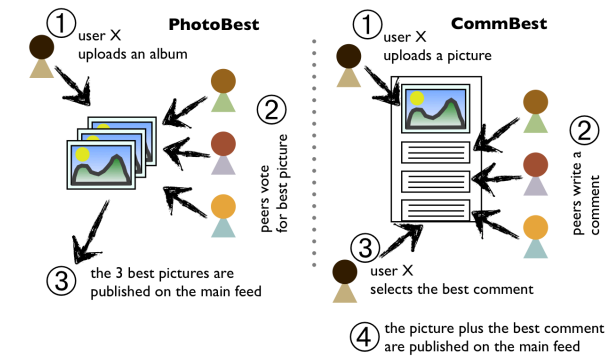 PhotoBest
1
user X
uploads an album
2
peers vote
for best picture
3
the 3 best pictures are
published on the main feed
CommBest
1
user X
uploads a picture
2
peers write a
comment
3
user X
selects the best comment
4
the picture plus the best comment
are published on the main feed